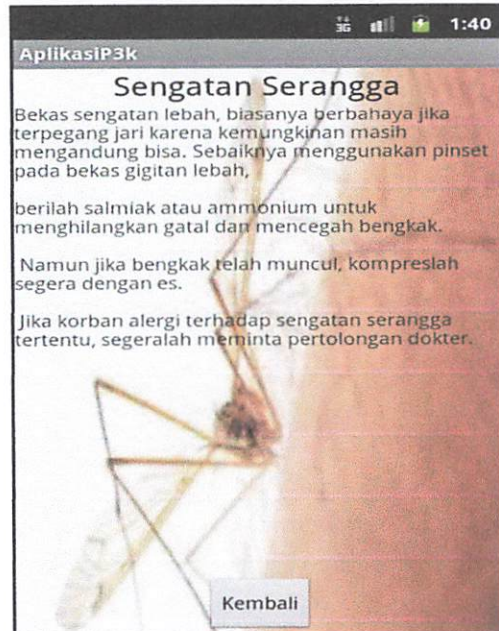 3G 1:40
AplikasiP3k
Sengatan Serangga
Bekas sengatan lebah, biasanya berbahaya jika
terpegang jari karena kemungkinan masih
mengandung bisa. Sebaiknya menggunakan pinset
pada bekas gigitan lebah,
berilah salmiak atau ammonium untuk
menghilangkan gatal dan mencegah bengkak.
Namun jika bengkak telah muncul, kompreslah
segera dengan es.
Jika korban alergi terhadap sengatan serangga
tertentu, segeralah meminta pertolongan dokter.
Kembali